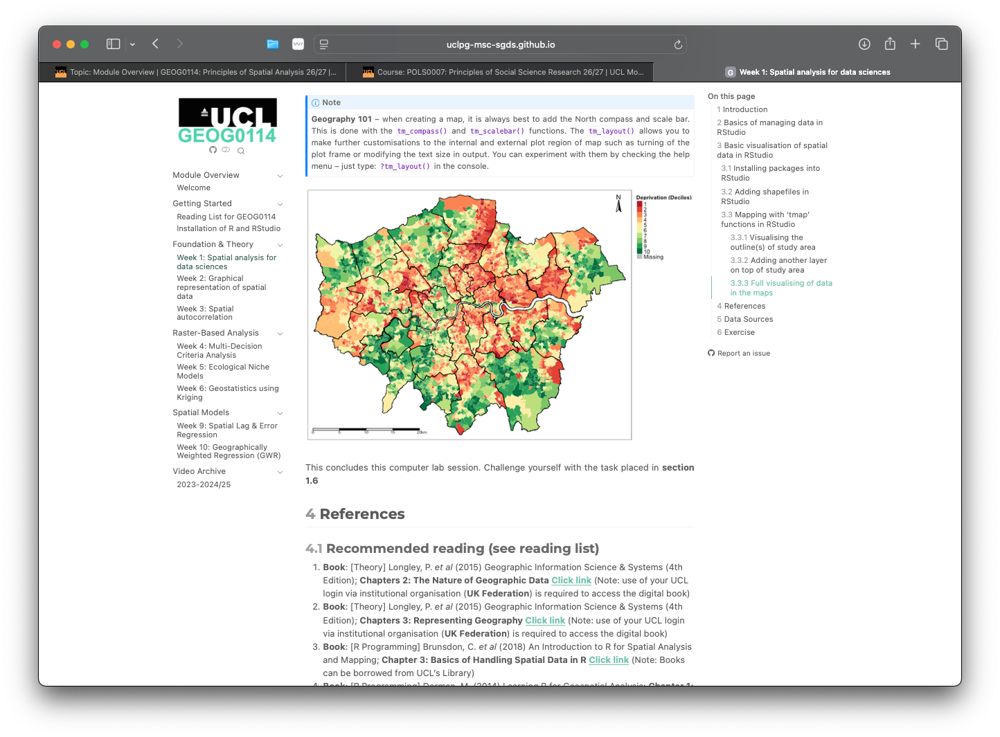 uclpg-msc-sgds.github.io
Topic: Module Overview | GEOG0114: Principles of Spatial Analysis 26/27 |...
Course: POLS0007: Principles of Social Science Research 26/27 | UCL Mo...
G Week 1: Spatial analysis for data sciences
UCL
GEOG0114
Module Overview
Welcome
Getting Started
Reading List for GEOG0114
Installation of R and RStudio
Foundation & Theory
Week 1: Spatial analysis for
data sciences
Week 2: Graphical
representation of spatial
data
Week 3: Spatial
autocorrelation
Raster-Based Analysis
Week 4: Multi-Decision
Criteria Analysis
Week 5: Ecological Niche
Models
Week 6: Geostatistics using
Kriging
Spatial Models
Week 9: Spatial Lag & Error
Regression
Week 10: Geographically
Weighted Regression (GWR)
Video Archive
2023-2024/25
Note
Geography 101 – when creating a map, it is always best to add the North compass and scale bar.
This is done with the tm_compass() and tm_scalebar() functions. The tm_layout() allows you to
make further customisations to the internal and external plot region of map such as turning of the
plot frame or modifying the text size in output. You can experiment with them by checking the help
menu – just type: ?tm_layout() in the console.
N
Deprivation (Deciles)
1
2
3
4
5
6
7
8
9
10
Missing
0 5 10 15 20km
This concludes this computer lab session. Challenge yourself with the task placed in section
1.6
4 References
4.1 Recommended reading (see reading list)
1. Book: [Theory] Longley, P. et al (2015) Geographic Information Science & Systems (4th
Edition); Chapters 2: The Nature of Geographic Data Click link (Note: use of your UCL
login via institutional organisation (UK Federation) is required to access the digital book)
2. Book: [Theory] Longley, P. et al (2015) Geographic Information Science & Systems (4th
Edition); Chapters 3: Representing Geography Click link (Note: use of your UCL login
via institutional organisation (UK Federation) is required to access the digital book)
3. Book: [R Programming] Brunsdon, C. et al (2018) An Introduction to R for Spatial Analysis
and Mapping; Chapter 3: Basics of Handling Spatial Data in R Click link (Note: Books
can be borrowed from UCL's Library)
4. Book: [R Programming] Dorman, M. (2014) Learning R for Geospatial Analysis; Chapter 1:
On this page
1 Introduction
2 Basics of managing data in
RStudio
3 Basic visualisation of spatial
data in RStudio
3.1 Installing packages into
RStudio
3.2 Adding shapefiles in
RStudio
3.3 Mapping with ‘tmap’
functions in RStudio
3.3.1 Visualising the
outline(s) of study area
3.3.2 Adding another layer
on top of study area
3.3.3 Full visualising of data
in the maps
4 References
5 Data Sources
6 Exercise
Report an issue